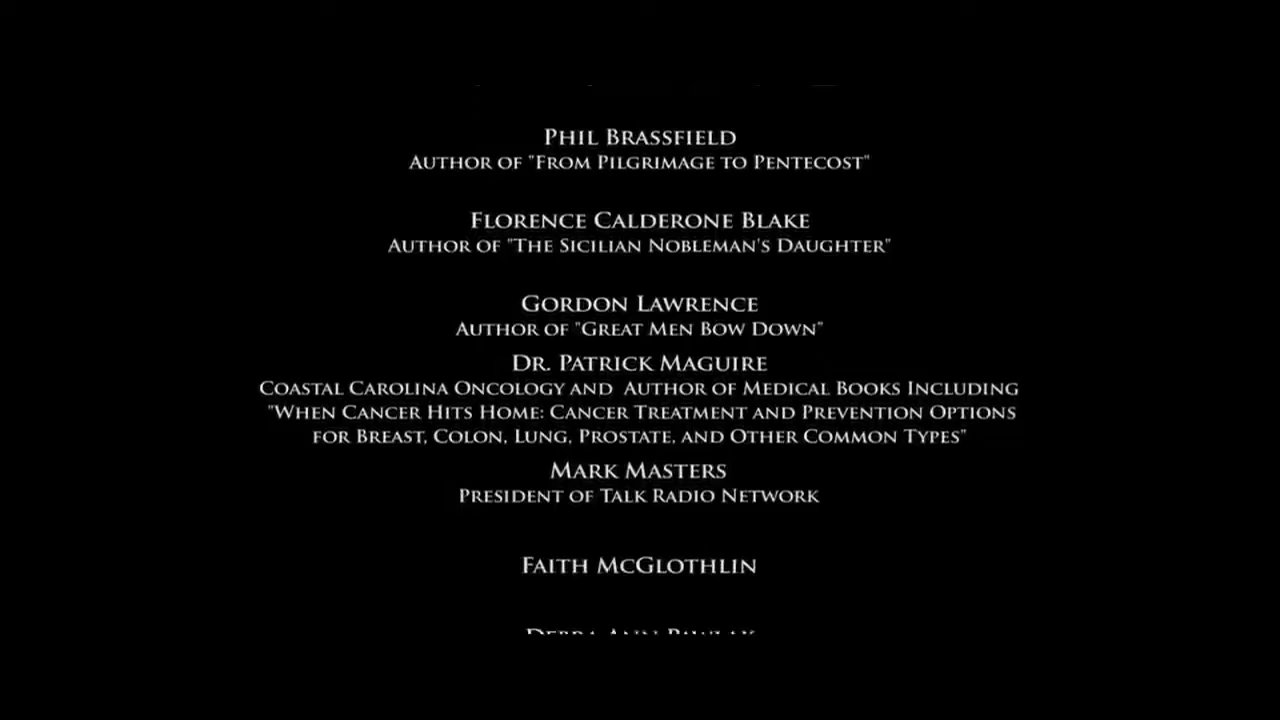 Phil Brassfield
Author of "From Pilgrimage to Pentecost"
Florence Calderone Blake
Author of "The Sicilian Nobleman's Daughter"
Gordon Lawrence
Author of "Great Men Bow Down"
Dr. Patrick Maguire
Coastal Carolina Oncology and Author of Medical Books Including
"When Cancer Hits Home: Cancer Treatment and Prevention Options
for Breast, Colon, Lung, Prostate, and Other Common Types"
Mark Masters
President of Talk Radio Network
Faith McGlothlin